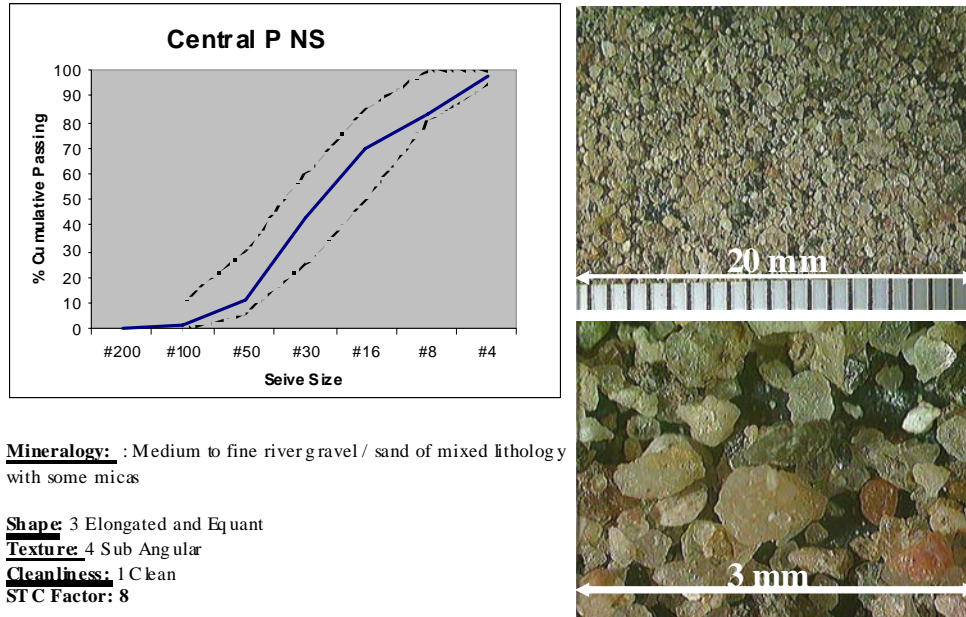 Central P NS
100
90
80
70
60
50
40
30
20
10
0
% Cumulative Passing
#200 #100 #50 #30 #16 #8 #4
Seive Size
20 mm
3 mm
Mineralogy: : Medium to fine river gravel / sand of mixed lithology
with some micas
Shape: 3 Elongated and Equant
Texture: 4 Sub Angular
Cleanliness: 1 Clean
STC Factor: 8